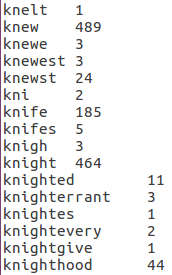 knelt 1
knew 489
knewe 3
knewest 3
knewst 24
kni 2
knife 185
knifes 5
knigh 3
knight 464
knighted 11
knighterrant 3
knightes 1
knightevery 2
knightgive 1
knighthood 44